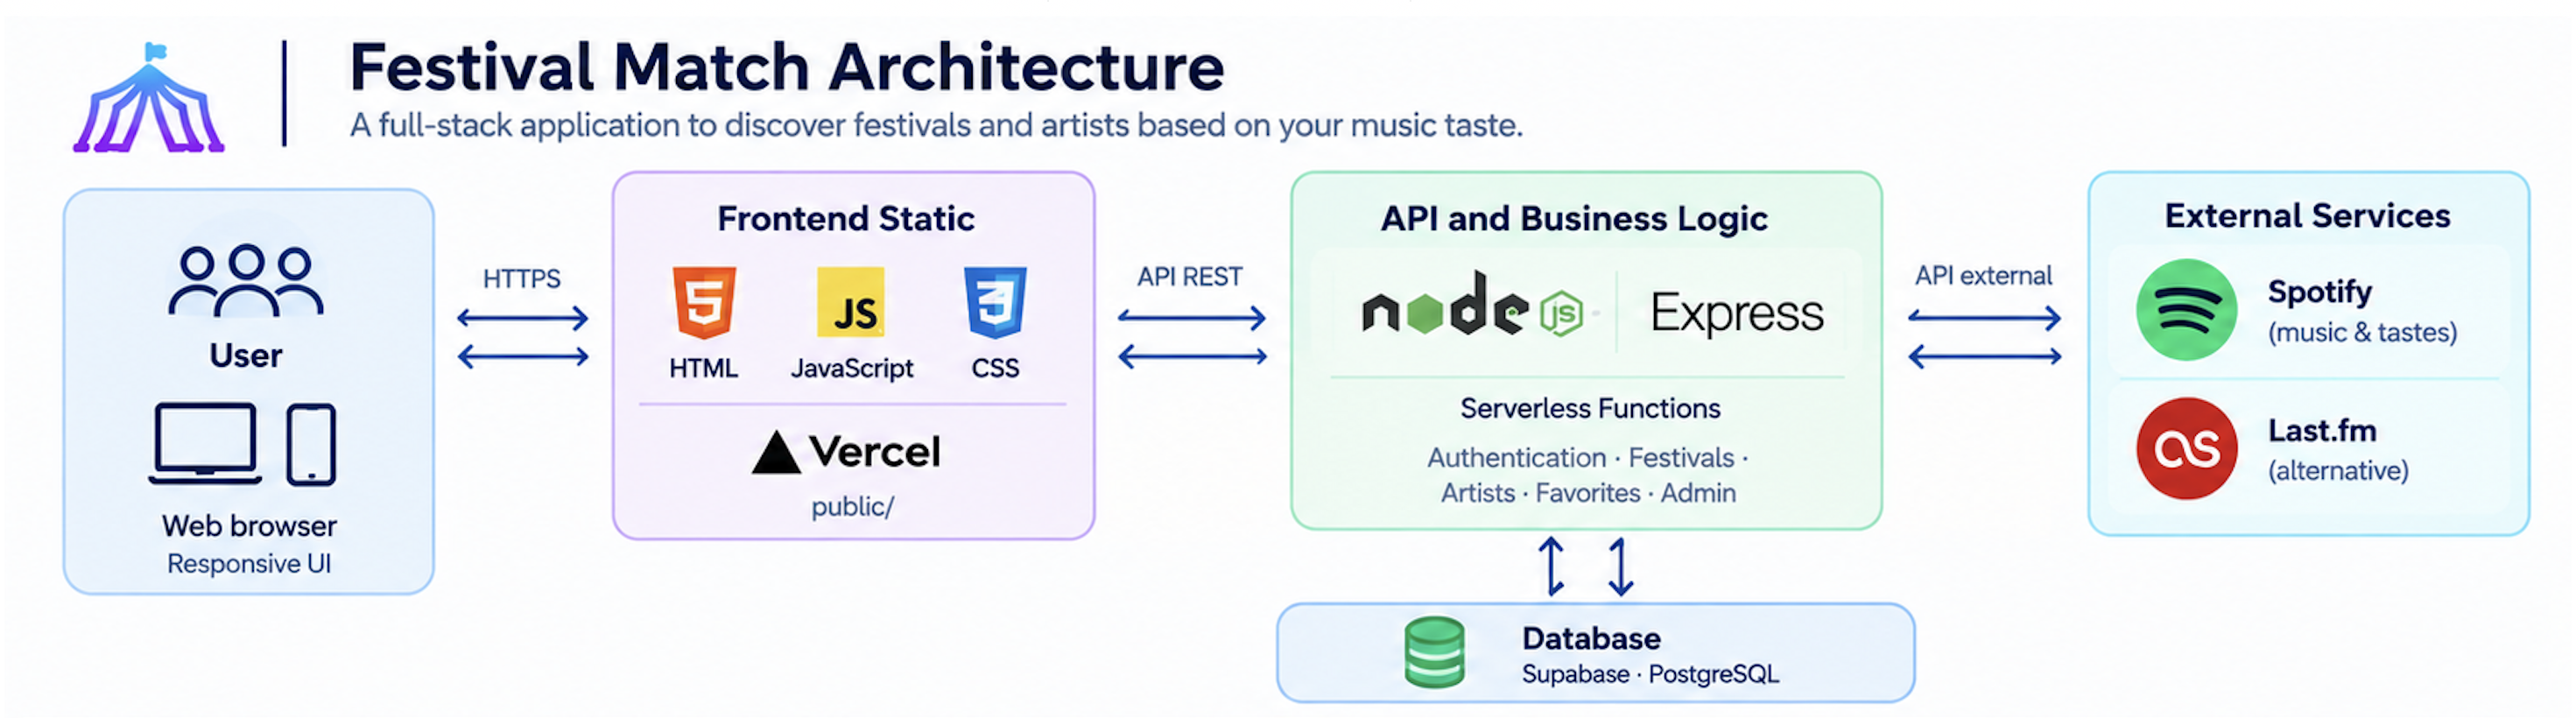 Festival Match Architecture
A full-stack application to discover festivals and artists based on your music taste.
User
Web browser
Responsive UI
HTTPS
Frontend Static
5
JS
3
HTML
JavaScript
CSS
Vercel
public/
API REST
API and Business Logic
node js
Express
Serverless Functions
Authentication · Festivals ·
Artists · Favorites · Admin
API external
External Services
Spotify
(music & tastes)
as
Last.fm
(alternative)
Database
Supabase · PostgreSQL